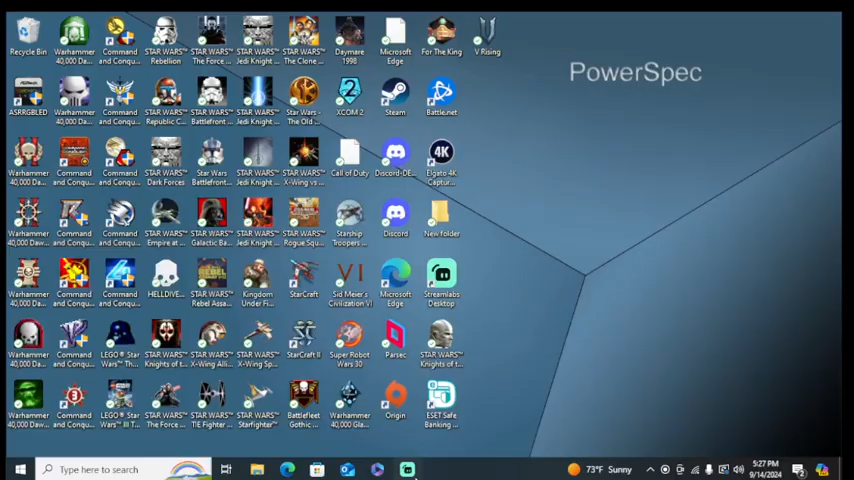 PowerSpec
Recycle Bin
Warhammer 40,000 Da...
Command and Conqu...
STAR WARS™ Rebellion
STAR WARS™ The Force ...
STAR WARS™ Jedi Knight ...
STAR WARS™ The Clone ...
Daymare 1998
Microsoft Edge
For The King
V Rising
ASRRGBLED
Warhammer 40,000 Daw...
Command and Conqu...
STAR WARS™ Republic C...
STAR WARS™ Battlefront ...
STAR WARS™ Jedi Knight ...
Star Wars - The Old ...
XCOM 2
Steam
Battle.net
Warhammer 40,000 Daw...
Command and Conqu...
Command and Conqu...
STAR WARS™ Dark Forces
Star Wars Battlefront...
STAR WARS™ Jedi Knight ...
STAR WARS™ X-Wing vs ...
Call of Duty
Discord-DE...
4K
Elgato 4K Captur...
Warhammer 40,000 Daw...
Command and Conqu...
Command and Conqu...
STAR WARS™ Empire at ...
STAR WARS™ Galactic Ba...
STAR WARS™ Jedi Knight ...
STAR WARS™ Rogue Squ...
Starship Troopers ...
Discord
New folder
Warhammer 40,000 Daw...
Command and Conqu...
Command and Conqu...
HELLDIVE...
STAR WARS™ Rebel Assa...
Kingdom Under Fi...
StarCraft
VI
Sid Meier's Civilization VI
Microsoft Edge
Streamlabs Desktop
Warhammer 40,000 Daw...
Command and Conqu...
LEGO® Star Wars™ Th...
STAR WARS™ Knights of t...
STAR WARS™ X-Wing Alli...
STAR WARS™ X-Wing Sp...
StarCraft II
Super Robot Wars 30
Parsec
STAR WARS™ Knights of t...
Warhammer 40,000 Daw...
Command and Conqu...
LEGO® Star Wars™ III T...
STAR WARS™ The Force ...
STAR WARS™ TIE Fighter ...
STAR WARS™ Starfighter™
Battlefleet Gothic ...
Warhammer 40,000 Gla...
Origin
ESET Safe Banking ...
Type here to search
73°F Sunny
5:27 PM
9/14/2024
2